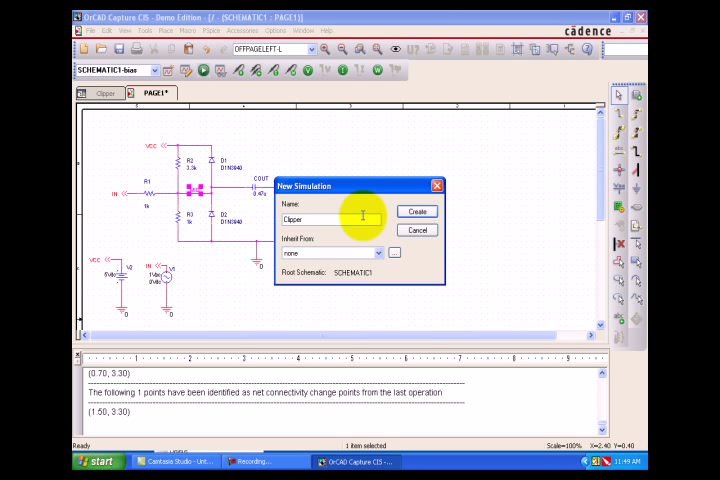 OrCAD Capture CIS - Demo Edition - [/ - (SCHEMATIC1 : PAGE1)]
File Edit View Tools Place Macro PSpice Accessories Options Window Help
cādence
OFFPAGELEFT-L
SCHEMATIC1-bias
Clipper PAGE1*
VCC
R2
3.3k
D1
D1N3940
COUT
0.47u
R1
1k
IN
R3
1k
D2
D1N3940
0
VCC
V2
5Vdc
IN
V1
1Vac
0Vdc
0
0
New Simulation
Name:
Clipper
Create
Cancel
Inherit From:
none
...
Root Schematic: SCHEMATIC1
(0.70, 3.30)
The following 1 points have been identified as net connectivity change points from the last operation
(1.50, 3.30)
Ready 1 item selected Scale=100% X=2.40 Y=0.40
start Camtasia Studio - Unt... Recording... OrCAD Capture CIS -... 11:49 AM